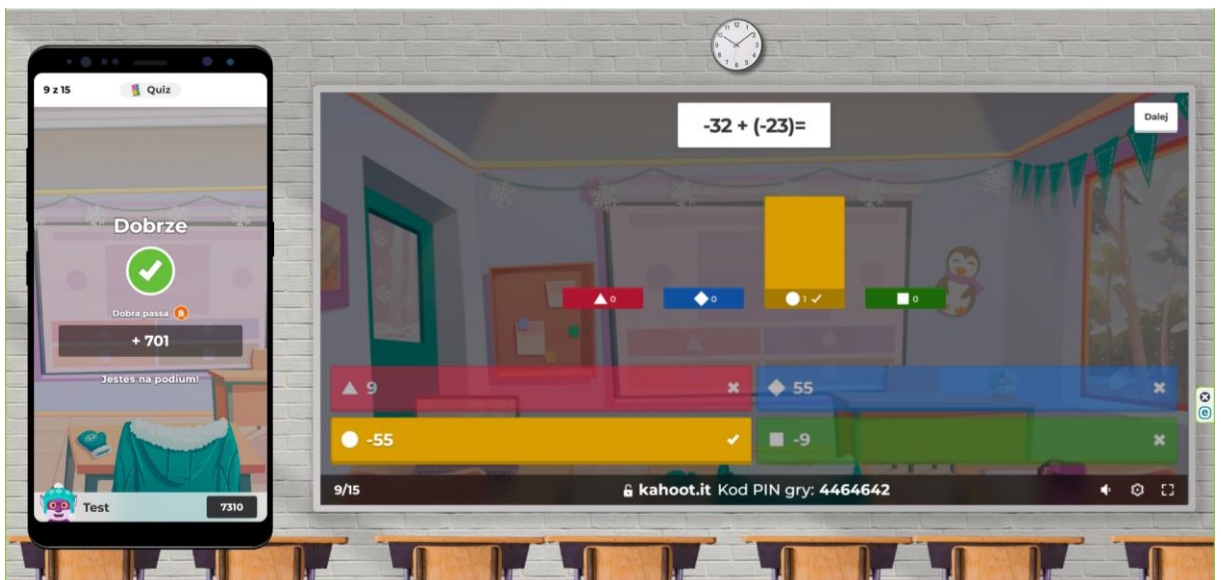 9 z 15
Quiz
Dobrze
Dobra passa 9
+ 701
Jesteś na podium!
Test
7310
-32 + (-23)=
Dalej
0
0
1
0
9
55
-55
-9
9/15
kahoot.it Kod PIN gry: 4464642